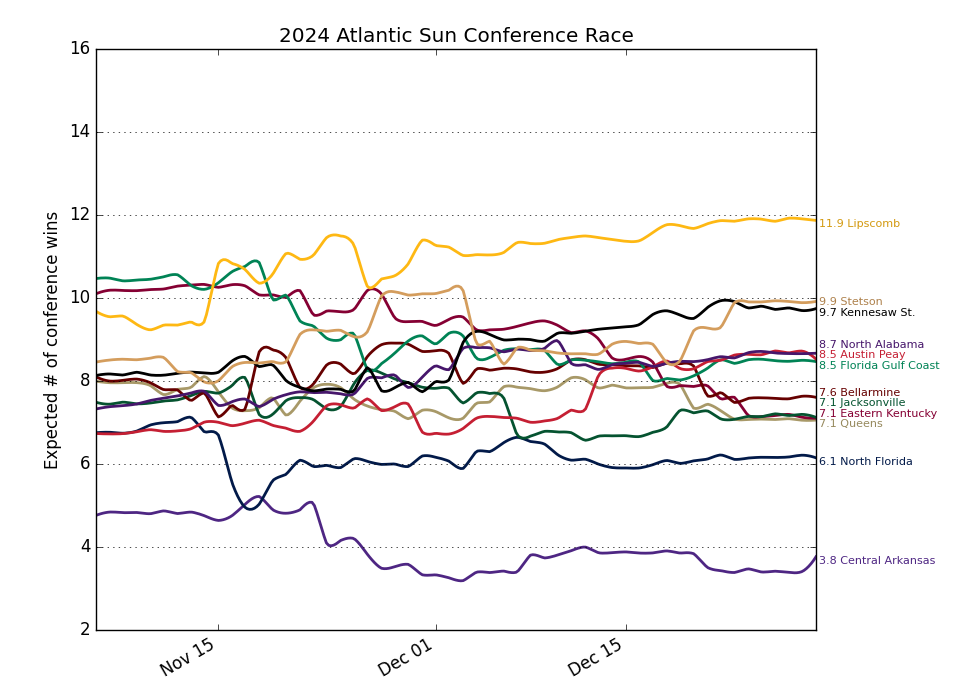 2024 Atlantic Sun Conference Race
Expected # of conference wins
16
14
12
10
8
6
4
2
Nov 15
Dec 01
Dec 15
11.9 Lipscomb
9.9 Stetson
9.7 Kennesaw St.
8.7 North Alabama
8.5 Austin Peay
8.5 Florida Gulf Coast
7.6 Bellarmine
7.1 Jacksonville
7.1 Eastern Kentucky
7.1 Queens
6.1 North Florida
3.8 Central Arkansas